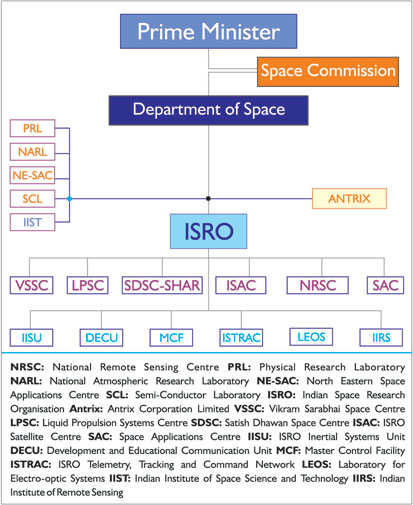 Prime Minister
Space Commission
Department of Space
PRL
NARL
NE-SAC
SCL
IIST
ANTRIX
ISRO
VSSC LPSC SDSC-SHAR ISAC NRSC SAC
IISU DECU MCF ISTRAC LEOS IIRS
NRSC: National Remote Sensing Centre PRL: Physical Research Laboratory
NARL: National Atmospheric Research Laboratory NE-SAC: North Eastern Space
Applications Centre SCL: Semi-Conductor Laboratory ISRO: Indian Space Research
Organisation Antrix: Antrix Corporation Limited VSSC: Vikram Sarabhai Space Centre
LPSC: Liquid Propulsion Systems Centre SDSC: Satish Dhawan Space Centre ISAC: ISRO
Satellite Centre SAC: Space Applications Centre IISU: ISRO Inertial Systems Unit
DECU: Development and Educational Communication Unit MCF: Master Control Facility
ISTRAC: ISRO Telemetry, Tracking and Command Network LEOS: Laboratory for
Electro-optic Systems IIST: Indian Institute of Space Science and Technology IIRS: Indian
Institute of Remote Sensing